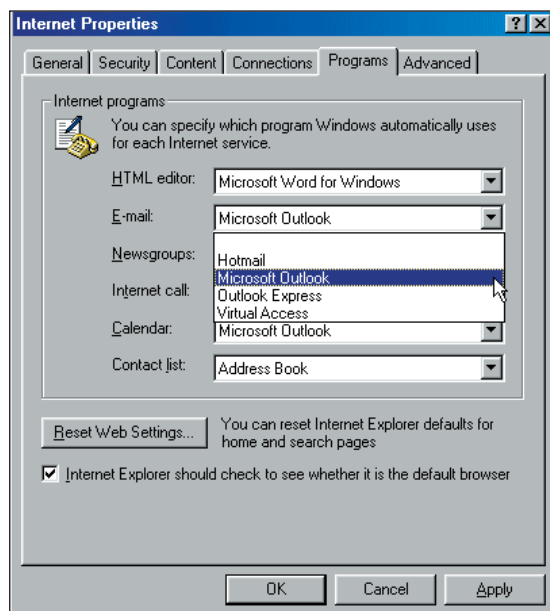 Internet Properties
General Security Content Connections Programs Advanced
Internet programs
You can specify which program Windows automatically uses
for each Internet service.
HTML editor: Microsoft Word for Windows
E-mail: Microsoft Outlook
Newsgroups:
Hotmail
Microsoft Outlook
Internet call:
Outlook Express
Virtual Access
Calendar: Microsoft Outlook
Contact list: Address Book
Reset Web Settings... You can reset Internet Explorer defaults for
home and search pages
Internet Explorer should check to see whether it is the default browser
OK Cancel Apply